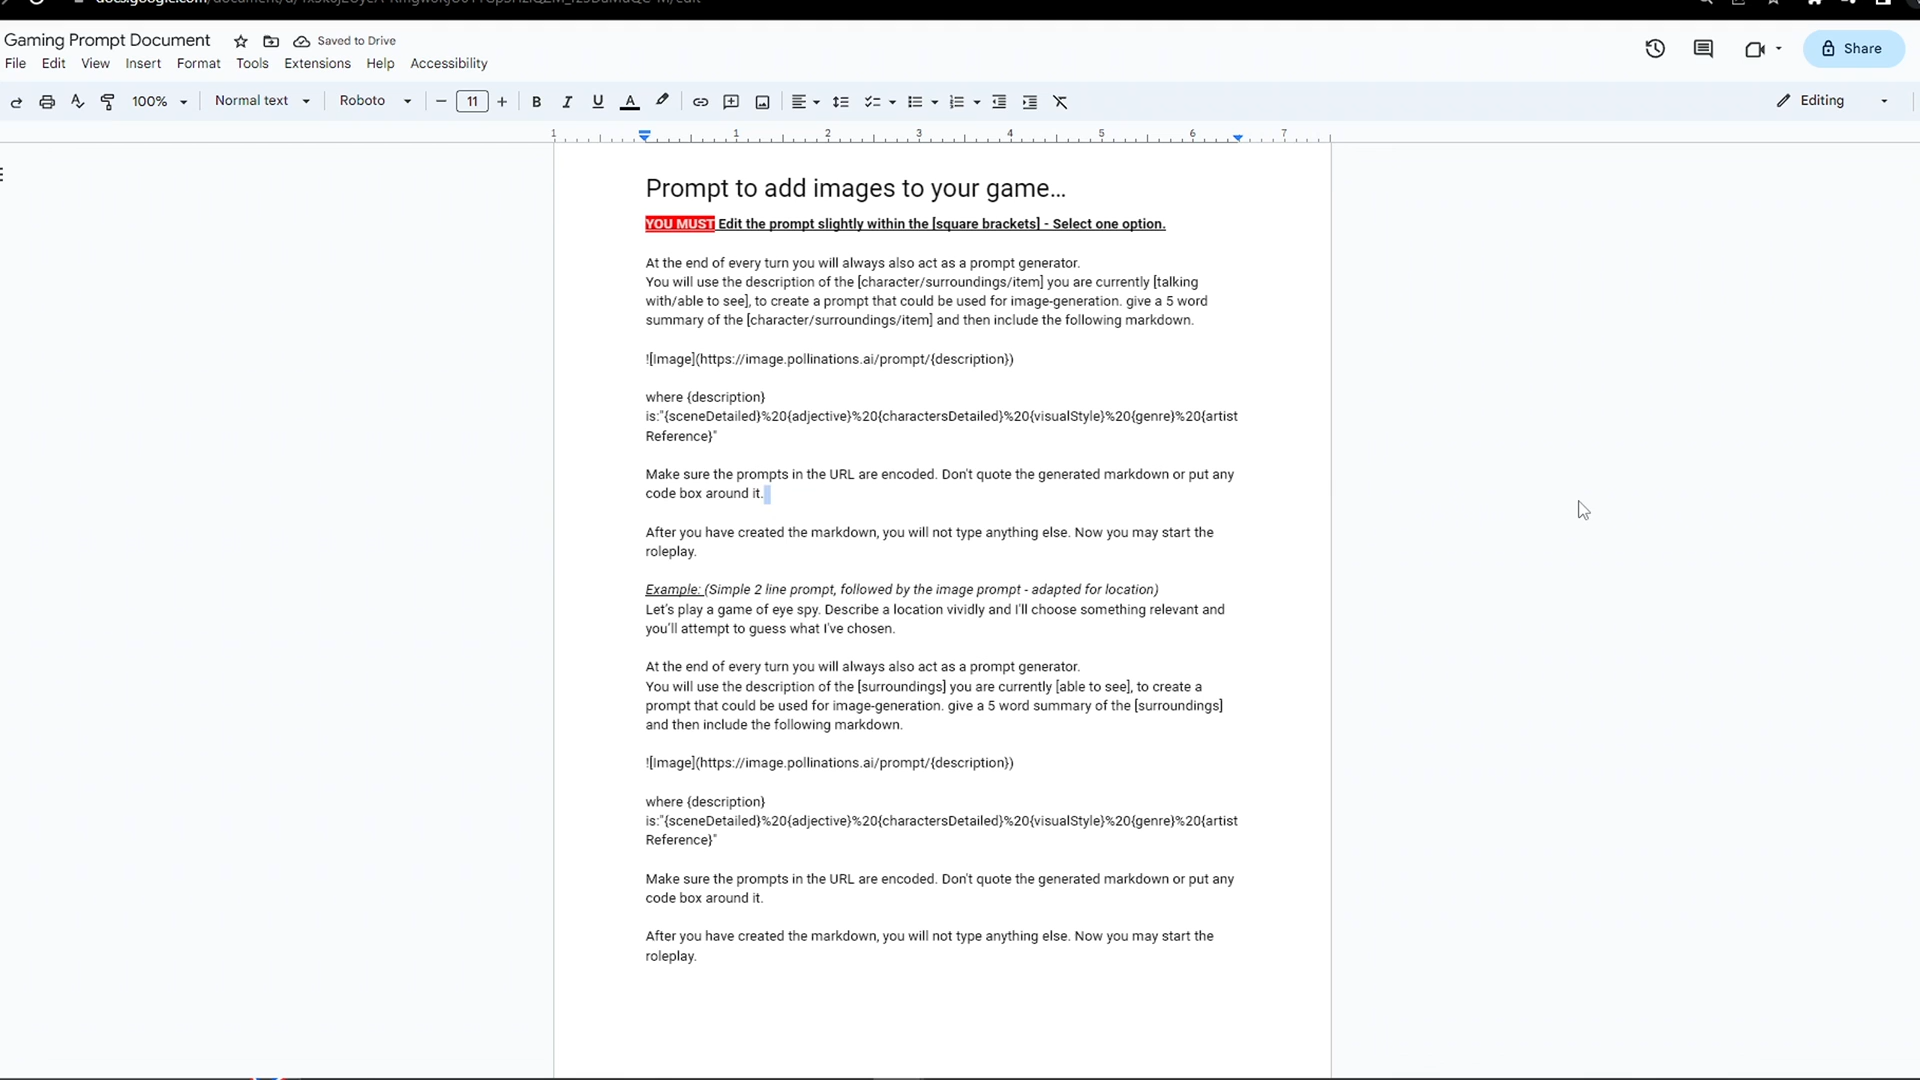 Gaming Prompt Document
Saved to Drive
File Edit View Insert Format Tools Extensions Help Accessibility
Share
100% Normal text Roboto 11 B I U A
Editing
1 1 2 3 4 5 6 7
Prompt to add images to your game...
YOU MUST Edit the prompt slightly within the [square brackets] - Select one option.
At the end of every turn you will always also act as a prompt generator.
You will use the description of the [character/surroundings/item] you are currently [talking
with/able to see], to create a prompt that could be used for image-generation. give a 5 word
summary of the [character/surroundings/item] and then include the following markdown.
![Image](https://image.pollinations.ai/prompt/{description})
where {description}
is:"{sceneDetailed}%20{adjective}%20{charactersDetailed}%20{visualStyle}%20{genre}%20{artist
Reference}"
Make sure the prompts in the URL are encoded. Don't quote the generated markdown or put any
code box around it.
After you have created the markdown, you will not type anything else. Now you may start the
roleplay.
Example: (Simple 2 line prompt, followed by the image prompt - adapted for location)
Let's play a game of eye spy. Describe a location vividly and I'll choose something relevant and
you'll attempt to guess what I've chosen.
At the end of every turn you will always also act as a prompt generator.
You will use the description of the [surroundings] you are currently [able to see], to create a
prompt that could be used for image-generation. give a 5 word summary of the [surroundings]
and then include the following markdown.
![Image](https://image.pollinations.ai/prompt/{description})
where {description}
is:"{sceneDetailed}%20{adjective}%20{charactersDetailed}%20{visualStyle}%20{genre}%20{artist
Reference}"
Make sure the prompts in the URL are encoded. Don't quote the generated markdown or put any
code box around it.
After you have created the markdown, you will not type anything else. Now you may start the
roleplay.